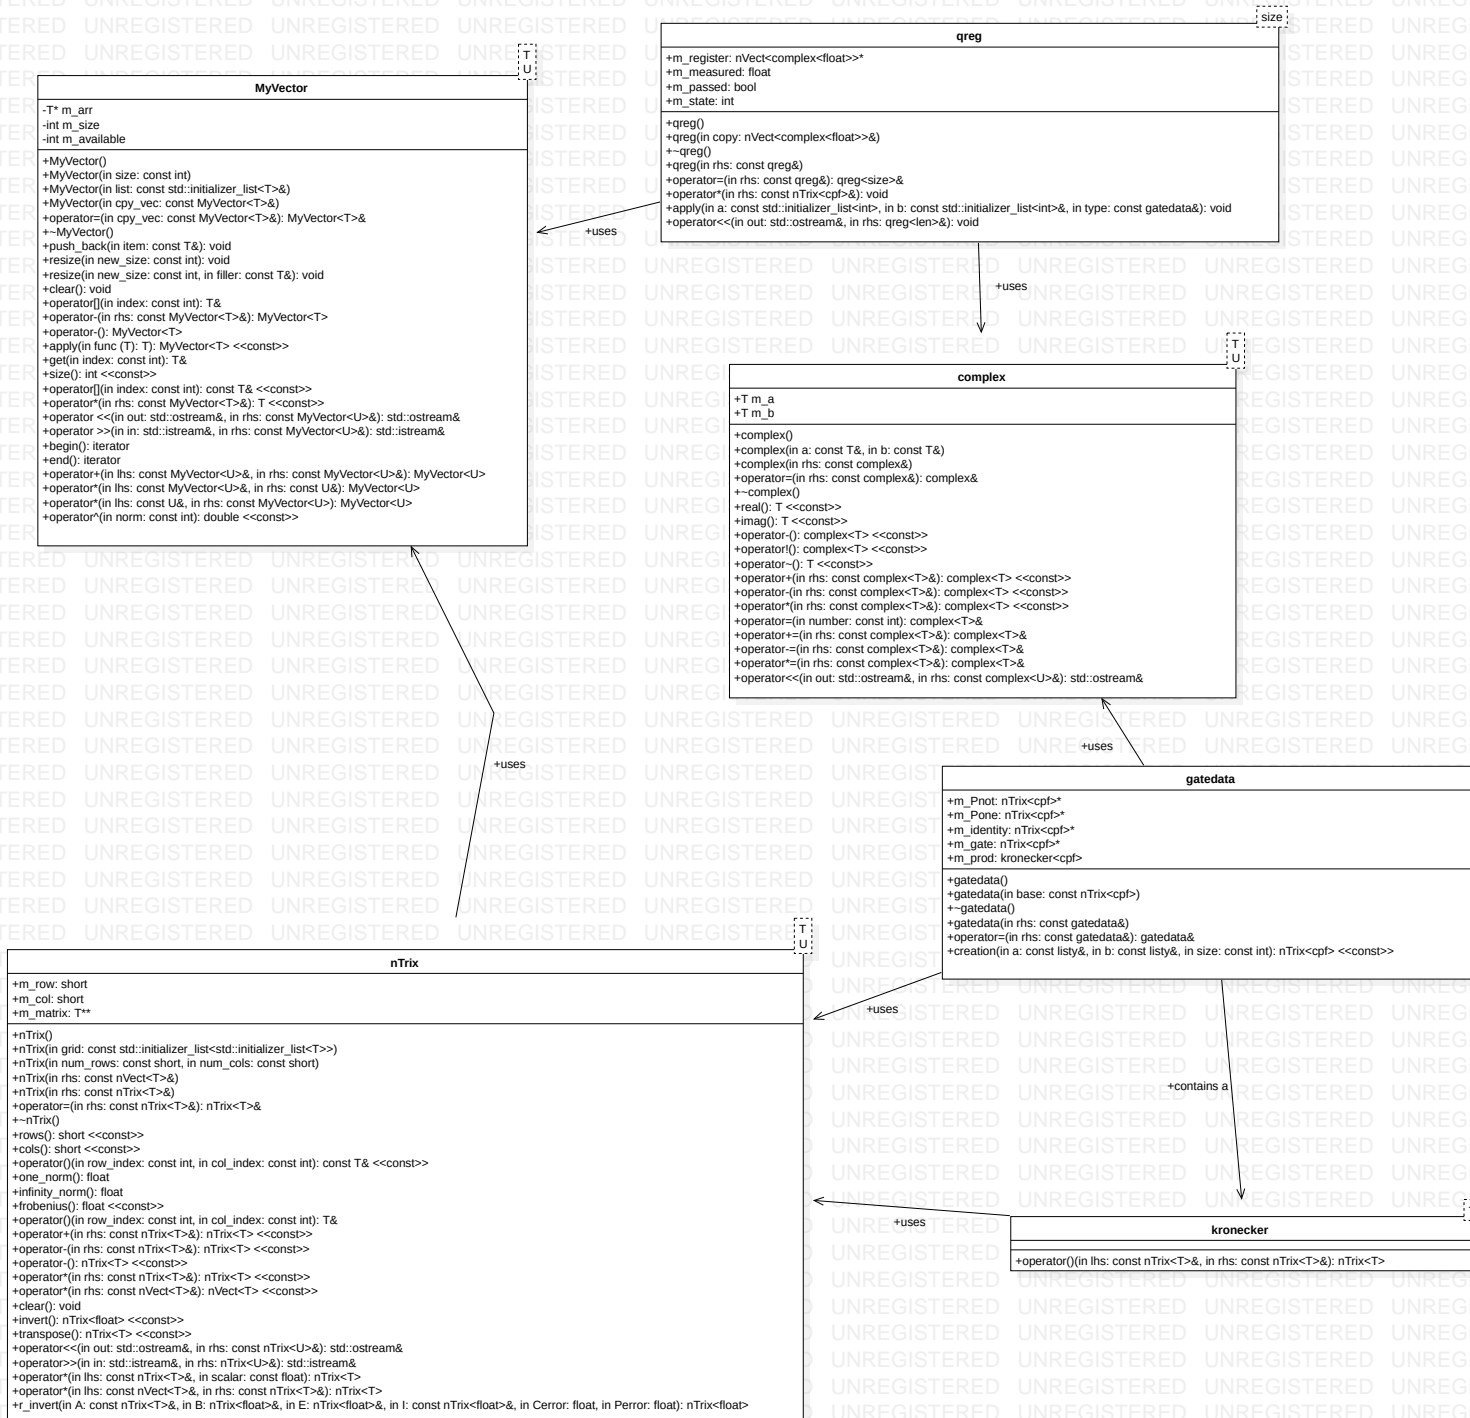 T
U
MyVector
-T* m_arr
-int m_size
-int m_available
+MyVector()
+MyVector(in size: const int)
+MyVector(in list: const std::initializer_list<T>&)
+MyVector(in cpy_vec: const MyVector<T>&)
+operator=(in cpy_vec: const MyVector<T>&): MyVector<T>&
+~MyVector()
+push_back(in item: const T&): void
+resize(in new_size: const int): void
+resize(in new_size: const int, in filler: const T&): void
+clear(): void
+operator[](in index: const int): T&
+operator-(in rhs: const MyVector<T>&): MyVector<T>
+operator-(): MyVector<T>
+apply(in func (T): T): MyVector<T> <<const>>
+get(in index: const int): T&
+size(): int <<const>>
+operator[](in index: const int): const T& <<const>>
+operator*(in rhs: const MyVector<T>&): T <<const>>
+operator <<(in out: std::ostream&, in rhs: const MyVector<U>&): std::ostream&
+operator >>(in in: std::istream&, in rhs: const MyVector<U>&): std::istream&
+begin(): iterator
+end(): iterator
+operator+(in lhs: const MyVector<U>&, in rhs: const MyVector<U>&): MyVector<U>
+operator*(in lhs: const MyVector<U>&, in rhs: const U&): MyVector<U>
+operator*(in lhs: const U&, in rhs: const MyVector<U>): MyVector<U>
+operator^(in norm: const int): double <<const>>
size
qreg
+m_register: nVect<complex<float>>*
+m_measured: float
+m_passed: bool
+m_state: int
+qreg()
+qreg(in copy: nVect<complex<float>>&)
+~qreg()
+qreg(in rhs: const qreg&)
+operator=(in rhs: const qreg&): qreg<size>&
+operator*(in rhs: const nTrix<cpf>&): void
+apply(in a: const std::initializer_list<int>, in b: const std::initializer_list<int>&, in type: const gatedata&): void
+operator<<(in out: std::ostream&, in rhs: qreg<len>&): void
+uses
+uses
T
U
complex
+T m_a
+T m_b
+complex()
+complex(in a: const T&, in b: const T&)
+complex(in rhs: const complex&)
+operator=(in rhs: const complex&): complex&
+~complex()
+real(): T <<const>>
+imag(): T <<const>>
+operator-(): complex<T> <<const>>
+operator!(): complex<T> <<const>>
+operator~(): T <<const>>
+operator+(in rhs: const complex<T>&): complex<T> <<const>>
+operator-(in rhs: const complex<T>&): complex<T> <<const>>
+operator*(in rhs: const complex<T>&): complex<T> <<const>>
+operator=(in number: const int): complex<T>&
+operator+=(in rhs: const complex<T>&): complex<T>&
+operator-=(in rhs: const complex<T>&): complex<T>&
+operator*=(in rhs: const complex<T>&): complex<T>&
+operator<<(in out: std::ostream&, in rhs: const complex<U>&): std::ostream&
+uses
+uses
gatedata
+m_Pnot: nTrix<cpf>*
+m_Pone: nTrix<cpf>*
+m_identity: nTrix<cpf>*
+m_gate: nTrix<cpf>*
+m_prod: kronecker<cpf>
+gatedata()
+gatedata(in base: const nTrix<cpf>)
+~gatedata()
+gatedata(in rhs: const gatedata&)
+operator=(in rhs: const gatedata&): gatedata&
+creation(in a: const listy&, in b: const listy&, in size: const int): nTrix<cpf> <<const>>
+uses
+contains a
+uses
kronecker
+operator()(in lhs: const nTrix<T>&, in rhs: const nTrix<T>&): nTrix<T>
T
U
nTrix
+m_row: short
+m_col: short
+m_matrix: T**
+nTrix()
+nTrix(in grid: const std::initializer_list<std::initializer_list<T>>)
+nTrix(in num_rows: const short, in num_cols: const short)
+nTrix(in rhs: const nVect<T>&)
+nTrix(in rhs: const nTrix<T>&)
+operator=(in rhs: const nTrix<T>&): nTrix<T>&
+~nTrix()
+rows(): short <<const>>
+cols(): short <<const>>
+operator()(in row_index: const int, in col_index: const int): const T& <<const>>
+one_norm(): float
+infinity_norm(): float
+frobenius(): float <<const>>
+operator()(in row_index: const int, in col_index: const int): T&
+operator+(in rhs: const nTrix<T>&): nTrix<T> <<const>>
+operator-(in rhs: const nTrix<T>&): nTrix<T> <<const>>
+operator-(): nTrix<T> <<const>>
+operator*(in rhs: const nTrix<T>&): nTrix<T> <<const>>
+operator*(in rhs: const nVect<T>&): nVect<T> <<const>>
+clear(): void
+invert(): nTrix<float> <<const>>
+transpose(): nTrix<T> <<const>>
+operator<<(in out: std::ostream&, in rhs: const nTrix<U>&): std::ostream&
+operator>>(in in: std::istream&, in rhs: nTrix<U>&): std::istream&
+operator*(in lhs: const nTrix<T>&, in scalar: const float): nTrix<T>
+operator*(in lhs: const nVect<T>&, in rhs: const nTrix<T>&): nTrix<T>
+r_invert(in A: const nTrix<T>&, in B: nTrix<float>&, in E: nTrix<float>&, in I: const nTrix<float>&, in Cerror: float, in Perror: float): nTrix<float>